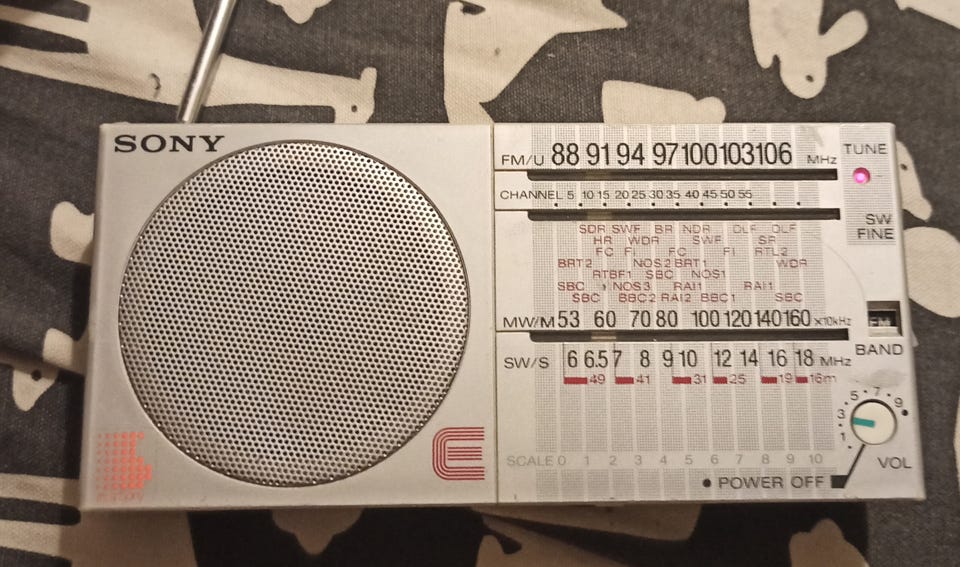 SONY
E
FM/U 88 91 94 97 100 103 106 MHz
TUNE
CHANNEL 5 10 15 20 25 30 35 40 45 50 55
SW
FINE
SDR SWF BR NDR DLF DLF
HR WDR SWF SR
FC FI FC FI RTL2
BRT2 NOS2 BRT1 WDR
RTBF1 SBC NOS1
SBC NOS3 RAI1 RAI1
SBC BBC2 RAI2 BBC1 SBC
MW/M 53 60 70 80 100 120 140 160 ×10kHz
FM
BAND
SW/S 6 6.5 7 8 9 10 12 14 16 18 MHz
49 41 31 25 19 16m
1 3 5 7 9
VOL
SCALE 0 1 2 3 4 5 6 7 8 9 10
POWER OFF